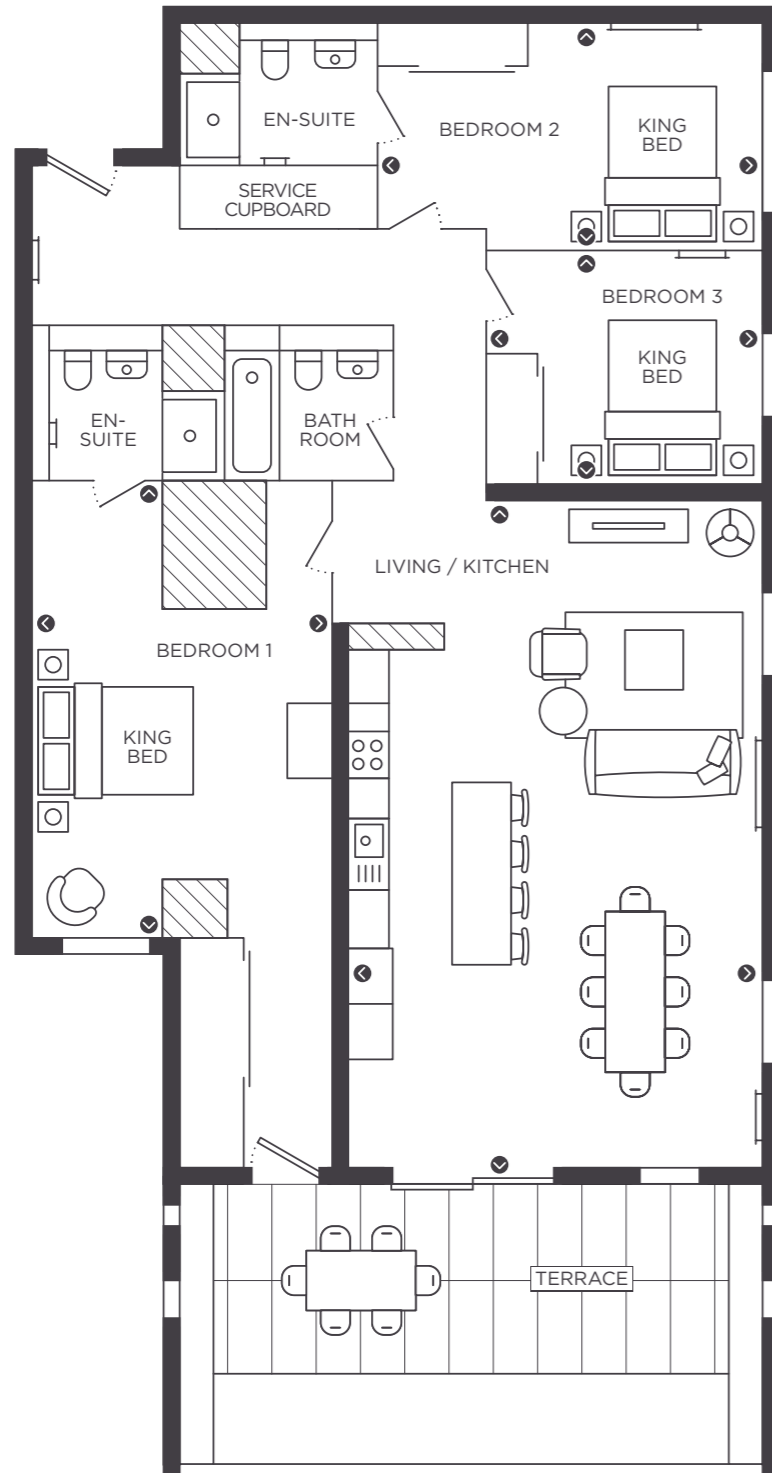 EN-SUITE
BEDROOM 2
KING
BED
SERVICE
CUPBOARD
BEDROOM 3
KING
BED
EN-
SUITE
BATH
ROOM
LIVING / KITCHEN
BEDROOM 1
KING
BED
TERRACE